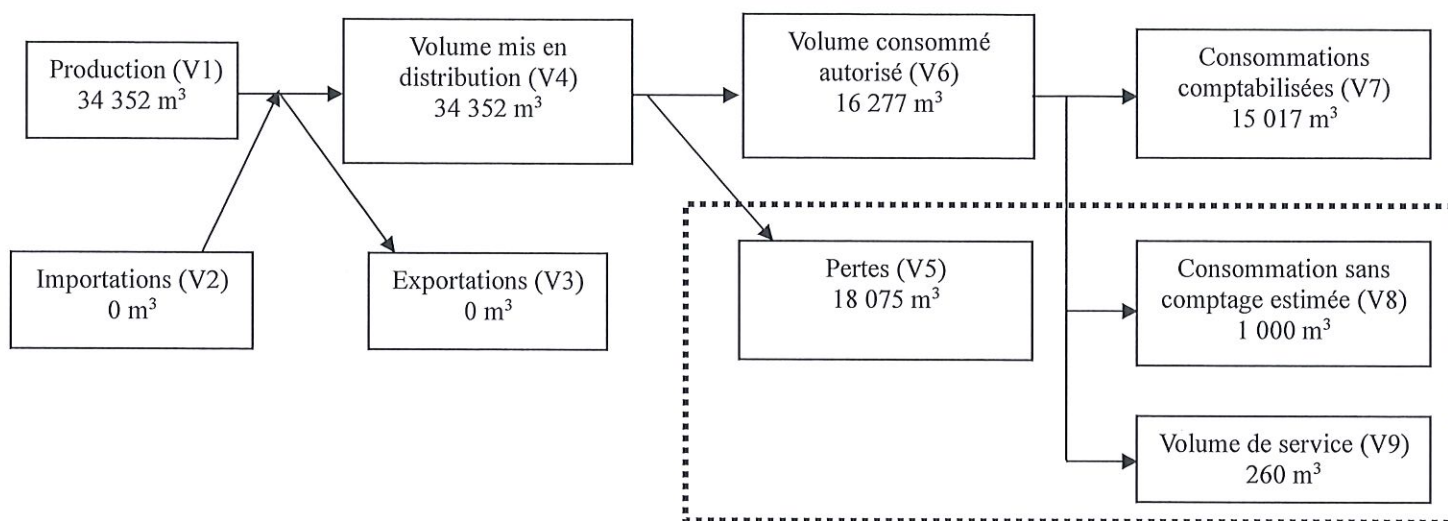 Production (V1)
34 352 m³
Volume mis en
distribution (V4)
34 352 m³
Volume consommé
autorisé (V6)
16 277 m³
Consommations
comptabilisées (V7)
15 017 m³
Importations (V2)
0 m³
Exportations (V3)
0 m³
Pertes (V5)
18 075 m³
Consommation sans
comptage estimée (V8)
1 000 m³
Volume de service (V9)
260 m³